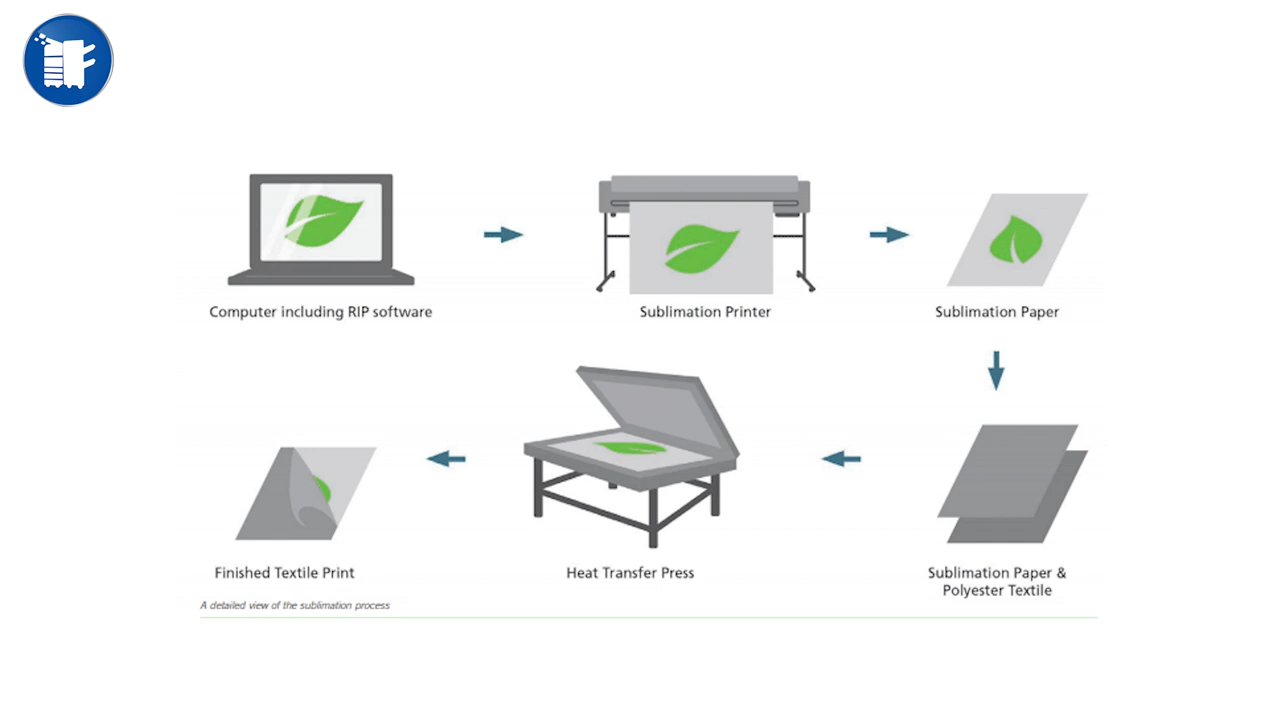 Computer including RIP software
Sublimation Printer
Sublimation Paper
Finished Textile Print
Heat Transfer Press
Sublimation Paper &
Polyester Textile
A detailed view of the sublimation process